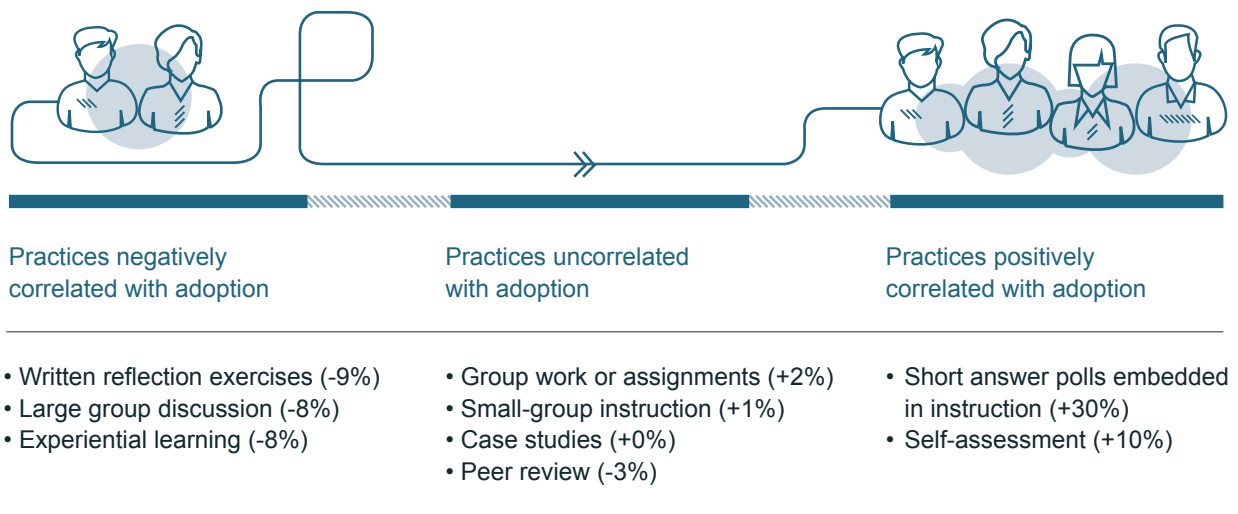 Practices negatively
correlated with adoption
• Written reflection exercises (-9%)
• Large group discussion (-8%)
• Experiential learning (-8%)
Practices uncorrelated
with adoption
• Group work or assignments (+2%)
• Small-group instruction (+1%)
• Case studies (+0%)
• Peer review (-3%)
Practices positively
correlated with adoption
• Short answer polls embedded
in instruction (+30%)
• Self-assessment (+10%)